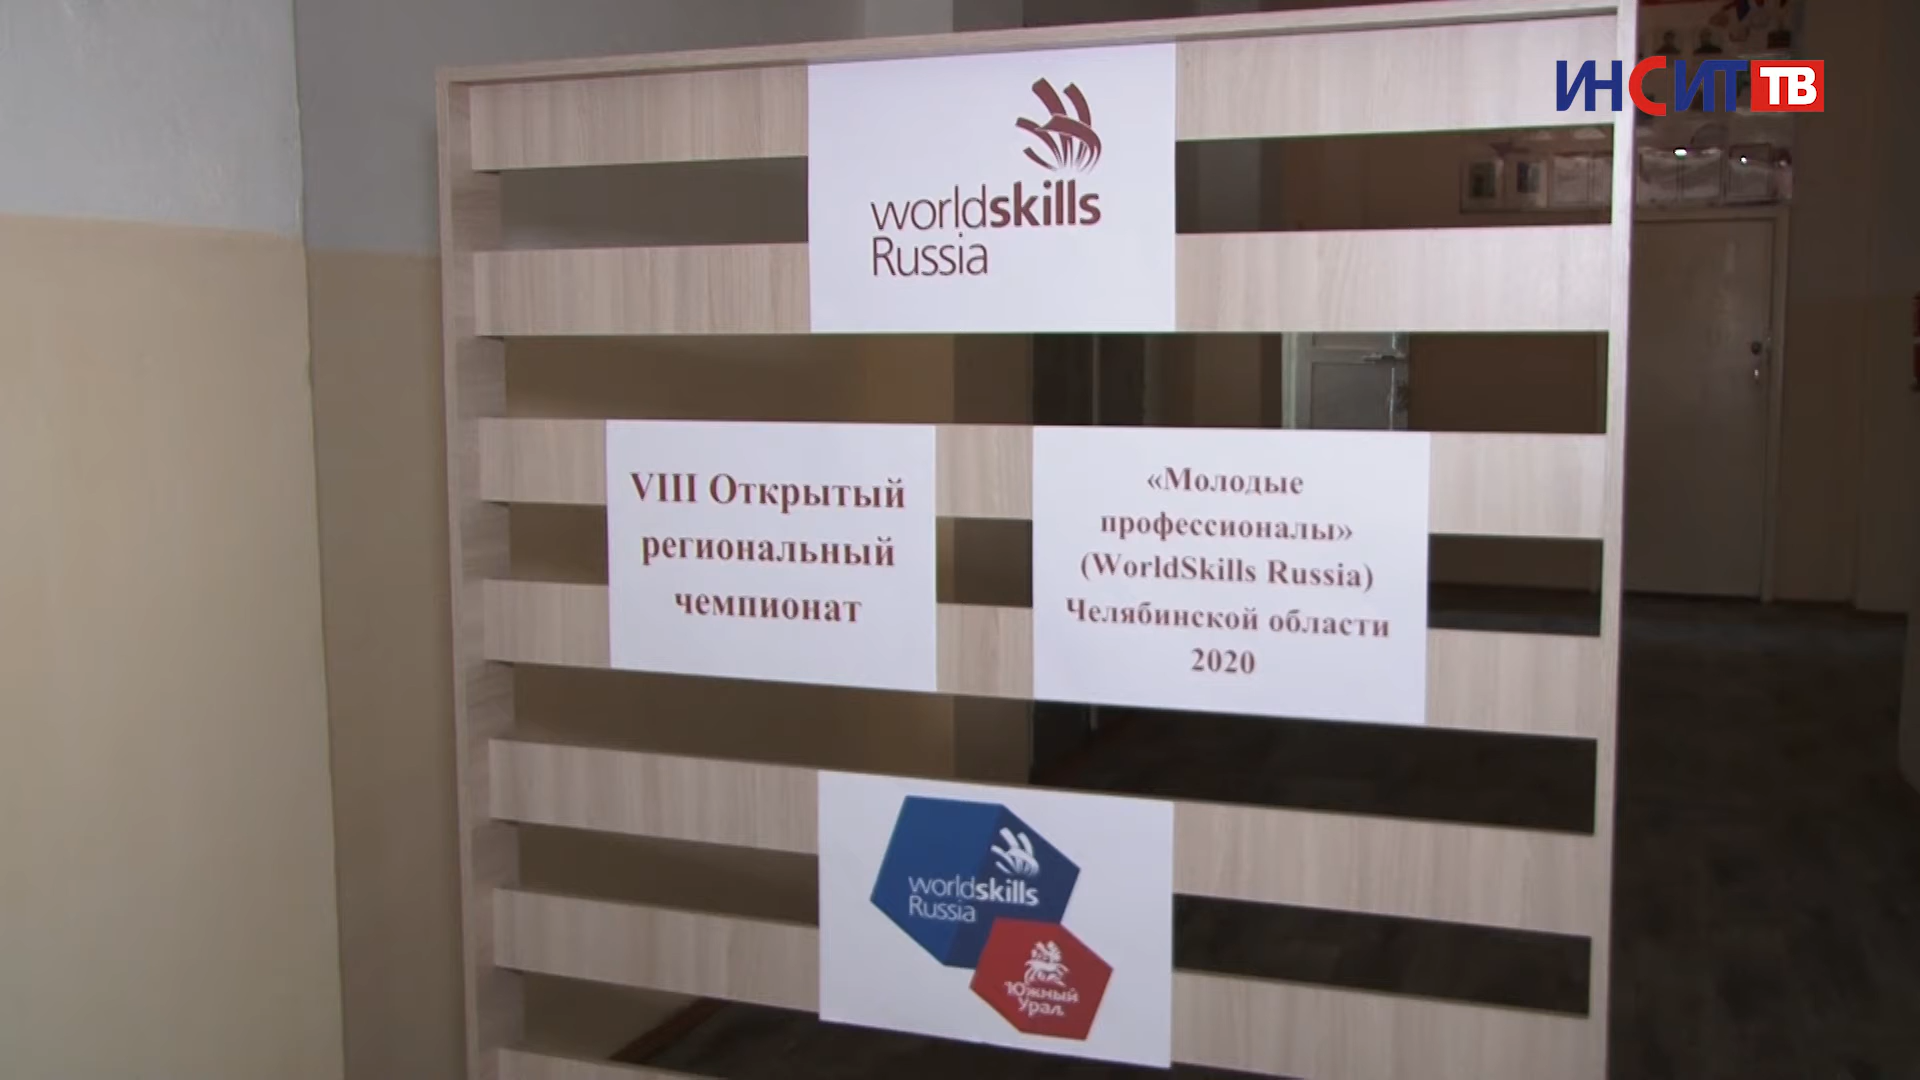 ИНСИТ ТВ
worldskills
Russia
VIII Открытый
региональный
чемпионат
«Молодые
профессионалы»
(WorldSkills Russia)
Челябинской области
2020
worldskills
Russia
Южный
Урал